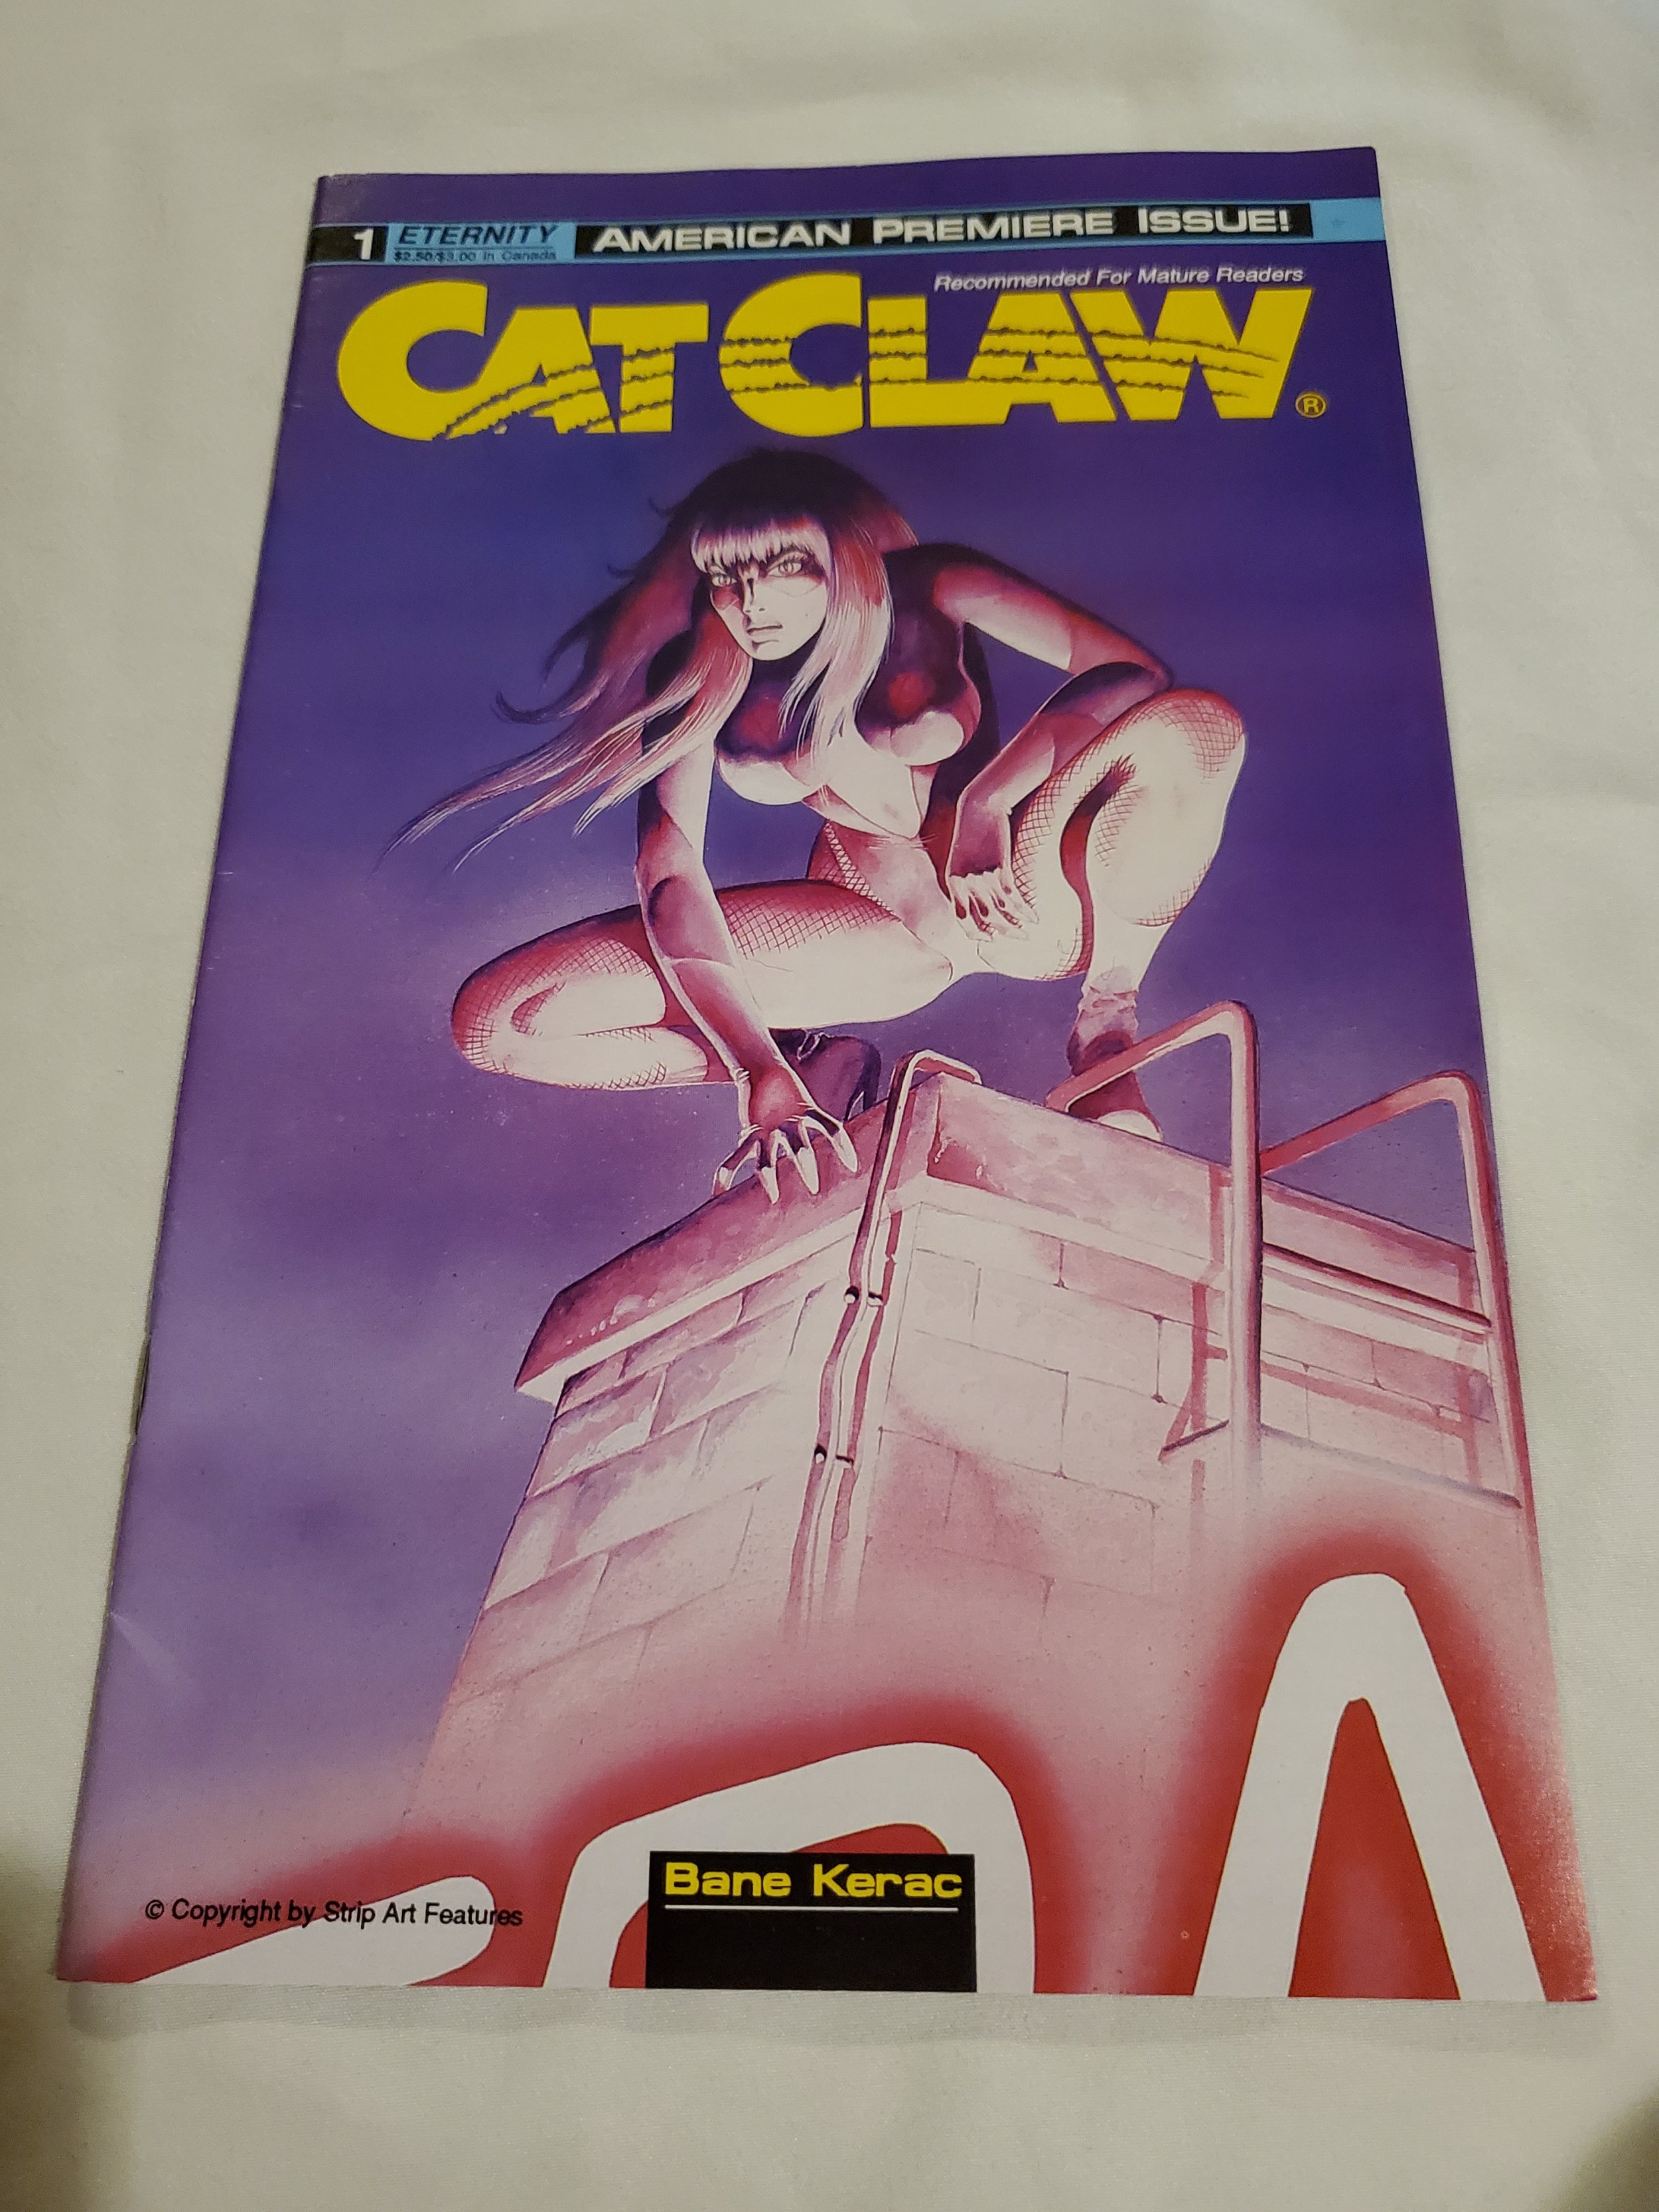 1 ETERNITY AMERICAN PREMIERE ISSUE!
$2.50/$3.00 in Canada
Recommended For Mature Readers
CAT CLAW ®
Bane Kerac
© Copyright by Strip Art Features